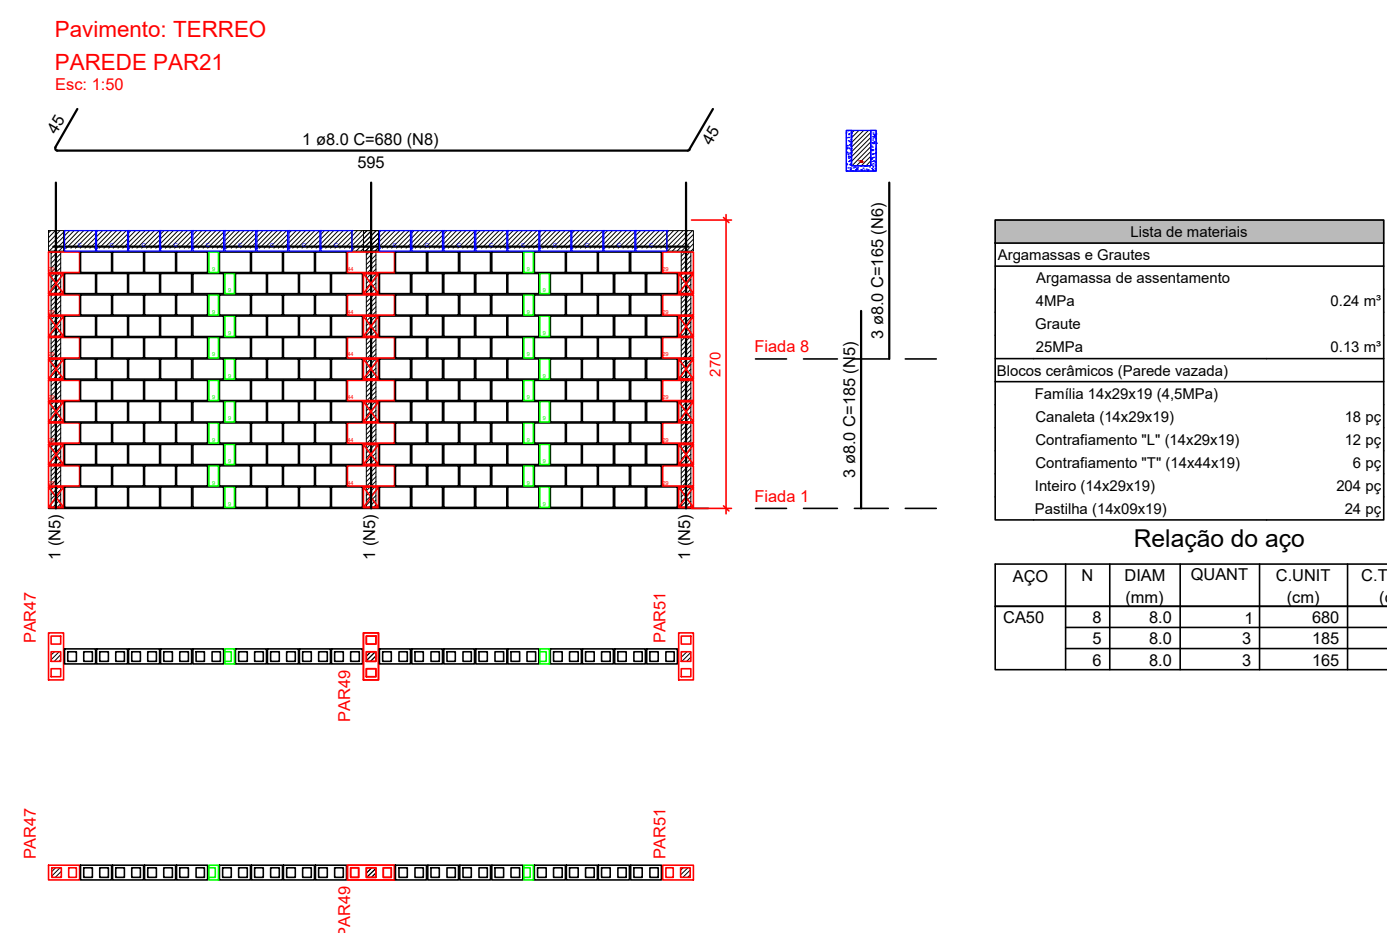 Pavimento: TERREO
PAREDE PAR21
Esc: 1:50
45
1 ø8.0 C=680 (N8)
45
595
270
1 (N5)
1 (N5)
1 (N5)
3 ø8.0 C=165 (N6)
Fiada 8
3 ø8.0 C=185 (N5)
Fiada 1
Lista de materiais
Argamassas e Grautes
Argamassa de assentamento
4MPa 0.24 m³
Graute
25MPa 0.13 m³
Blocos cerâmicos (Parede vazada)
Família 14x29x19 (4,5MPa)
Canaleta (14x29x19) 18 pç
Contrafiamento "L" (14x29x19) 12 pç
Contrafiamento "T" (14x44x19) 6 pç
Inteiro (14x29x19) 204 pç
Pastilha (14x09x19) 24 pç
Relação do aço
AÇO N DIAM QUANT C.UNIT C.T
(mm) (cm) (c
CA50 8 8.0 1 680
5 8.0 3 185
6 8.0 3 165
PAR47
PAR49
PAR51
PAR47
PAR49
PAR51